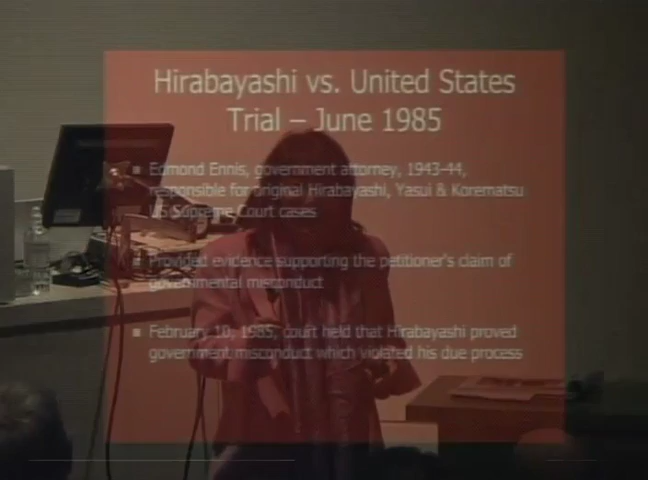 Hirabayashi vs. United States
Trial – June 1985
Edmond Ennis, government attorney, 1943-44,
responsible for original Hirabayashi, Yasui & Korematsu
US Supreme Court cases
Provided evidence supporting the petitioner's claim of
governmental misconduct
February 10, 1985, court held that Hirabayashi proved
government misconduct which violated his due process